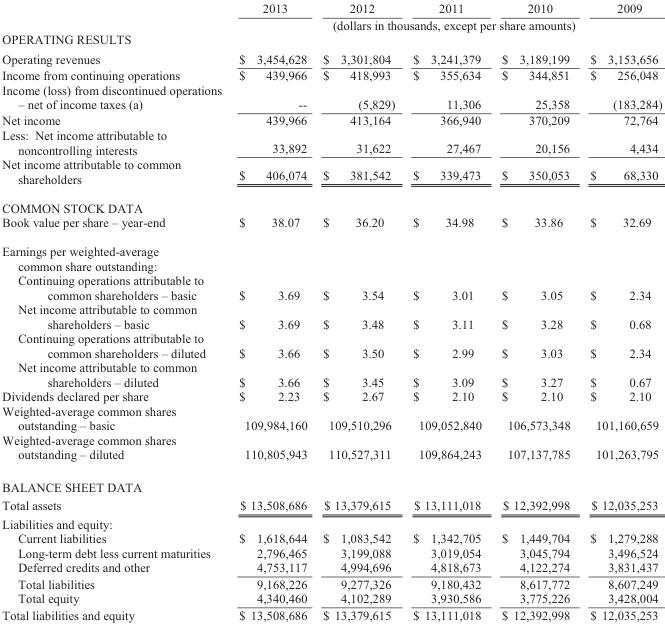 2013 2012 2011 2010 2009
(dollars in thousands, except per share amounts)
OPERATING RESULTS
Operating revenues $ 3,454,628 $ 3,301,804 $ 3,241,379 $ 3,189,199 $ 3,153,656
Income from continuing operations $ 439,966 $ 418,993 $ 355,634 $ 344,851 $ 256,048
Income (loss) from discontinued operations
– net of income taxes (a) -- (5,829) 11,306 25,358 (183,284)
Net income 439,966 413,164 366,940 370,209 72,764
Less: Net income attributable to
noncontrolling interests 33,892 31,622 27,467 20,156 4,434
Net income attributable to common
shareholders $ 406,074 $ 381,542 $ 339,473 $ 350,053 $ 68,330
COMMON STOCK DATA
Book value per share – year-end $ 38.07 $ 36.20 $ 34.98 $ 33.86 $ 32.69
Earnings per weighted-average
common share outstanding:
Continuing operations attributable to
common shareholders – basic $ 3.69 $ 3.54 $ 3.01 $ 3.05 $ 2.34
Net income attributable to common
shareholders – basic $ 3.69 $ 3.48 $ 3.11 $ 3.28 $ 0.68
Continuing operations attributable to
common shareholders – diluted $ 3.66 $ 3.50 $ 2.99 $ 3.03 $ 2.34
Net income attributable to common
shareholders – diluted $ 3.66 $ 3.45 $ 3.09 $ 3.27 $ 0.67
Dividends declared per share $ 2.23 $ 2.67 $ 2.10 $ 2.10 $ 2.10
Weighted-average common shares
outstanding – basic 109,984,160 109,510,296 109,052,840 106,573,348 101,160,659
Weighted-average common shares
outstanding – diluted 110,805,943 110,527,311 109,864,243 107,137,785 101,263,795
BALANCE SHEET DATA
Total assets $ 13,508,686 $ 13,379,615 $ 13,111,018 $ 12,392,998 $ 12,035,253
Liabilities and equity:
Current liabilities $ 1,618,644 $ 1,083,542 $ 1,342,705 $ 1,449,704 $ 1,279,288
Long-term debt less current maturities 2,796,465 3,199,088 3,019,054 3,045,794 3,496,524
Deferred credits and other 4,753,117 4,994,696 4,818,673 4,122,274 3,831,437
Total liabilities 9,168,226 9,277,326 9,180,432 8,617,772 8,607,249
Total equity 4,340,460 4,102,289 3,930,586 3,775,226 3,428,004
Total liabilities and equity $ 13,508,686 $ 13,379,615 $ 13,111,018 $ 12,392,998 $ 12,035,253